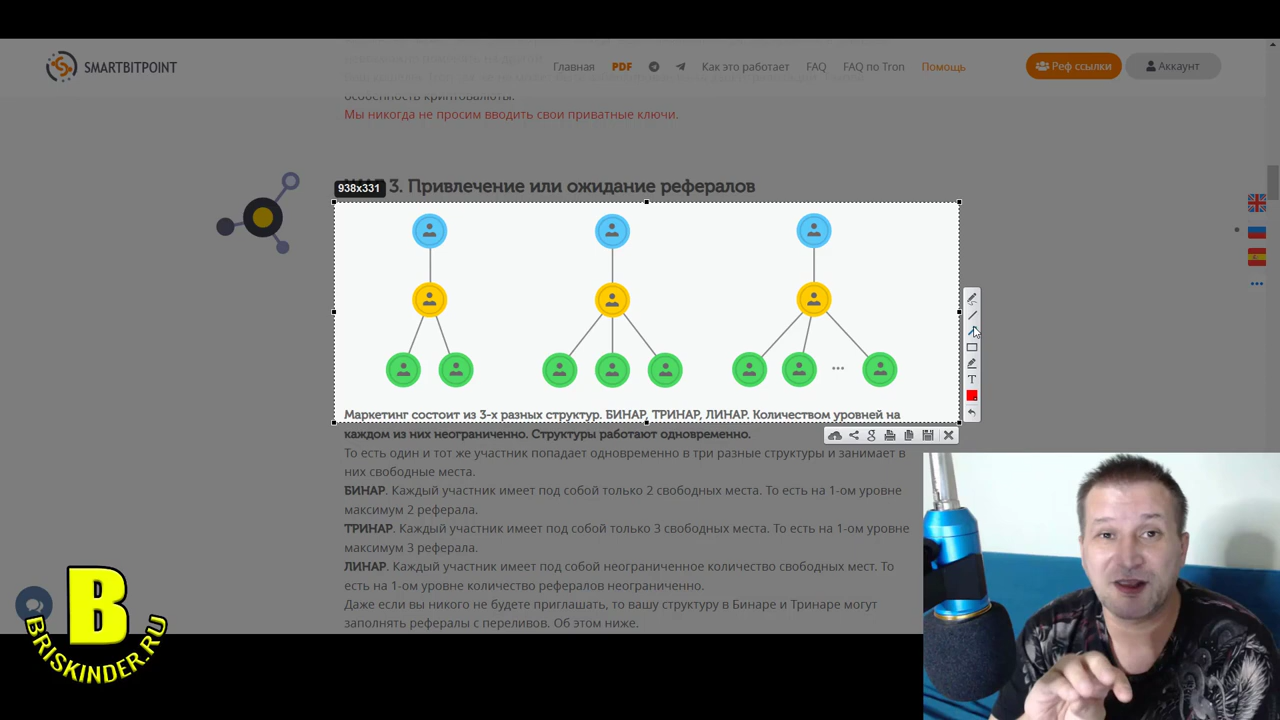 SMARTBITPOINT
Главная PDF Как это работает FAQ FAQ по Tron Помощь Реф ссылки Аккаунт
особенность криптовалюты.
Мы никогда не просим вводить свои приватные ключи.
938x331
3. Привлечение или ожидание рефералов
Маркетинг состоит из 3-х разных структур. БИНАР, ТРИНАР, ЛИНАР. Количеством уровней на
каждом из них неограниченно. Структуры работают одновременно.
То есть один и тот же участник попадает одновременно в три разные структуры и занимает в
них свободные места.
БИНАР. Каждый участник имеет под собой только 2 свободных места. То есть на 1-ом уровне
максимум 2 реферала.
ТРИНАР. Каждый участник имеет под собой только 3 свободных места. То есть на 1-ом уровне
максимум 3 реферала.
ЛИНАР. Каждый участник имеет под собой неограниченное количество свободных мест. То
есть на 1-ом уровне количество рефералов неограниченно.
Даже если вы никого не будете приглашать, то вашу структуру в Бинаре и Тринаре могут
заполнять рефералы с переливов. Об этом ниже.
T
B
BRISKINDER.RU